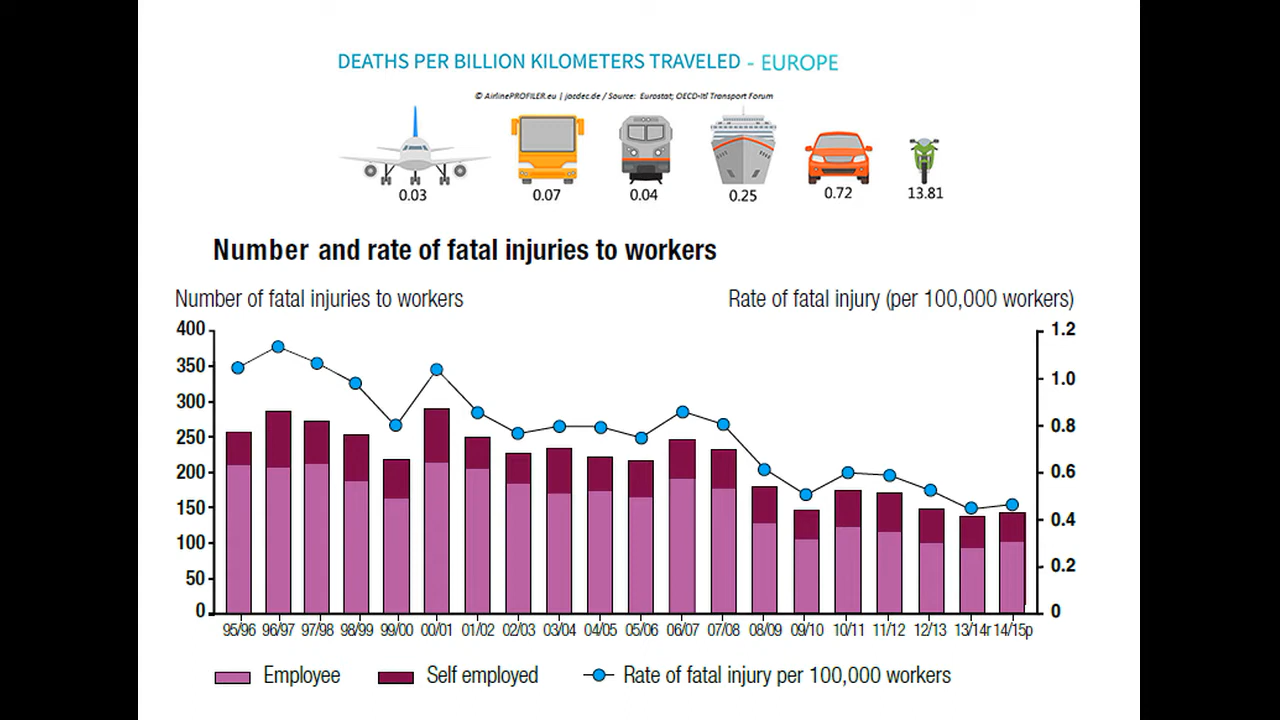 DEATHS PER BILLION KILOMETERS TRAVELED - EUROPE
© AirlinePROFILER.eu | jacdec.de / Source: Eurostat; OECD-Itl Transport Forum
0.03 0.07 0.04 0.25 0.72 13.81
Number and rate of fatal injuries to workers
Number of fatal injuries to workers Rate of fatal injury (per 100,000 workers)
400 1.2
350
1.0
300
250 0.8
200 0.6
150
0.4
100
50 0.2
0 0
95/96 96/97 97/98 98/99 99/00 00/01 01/02 02/03 03/04 04/05 05/06 06/07 07/08 08/09 09/10 10/11 11/12 12/13 13/14r 14/15p
Employee Self employed Rate of fatal injury per 100,000 workers